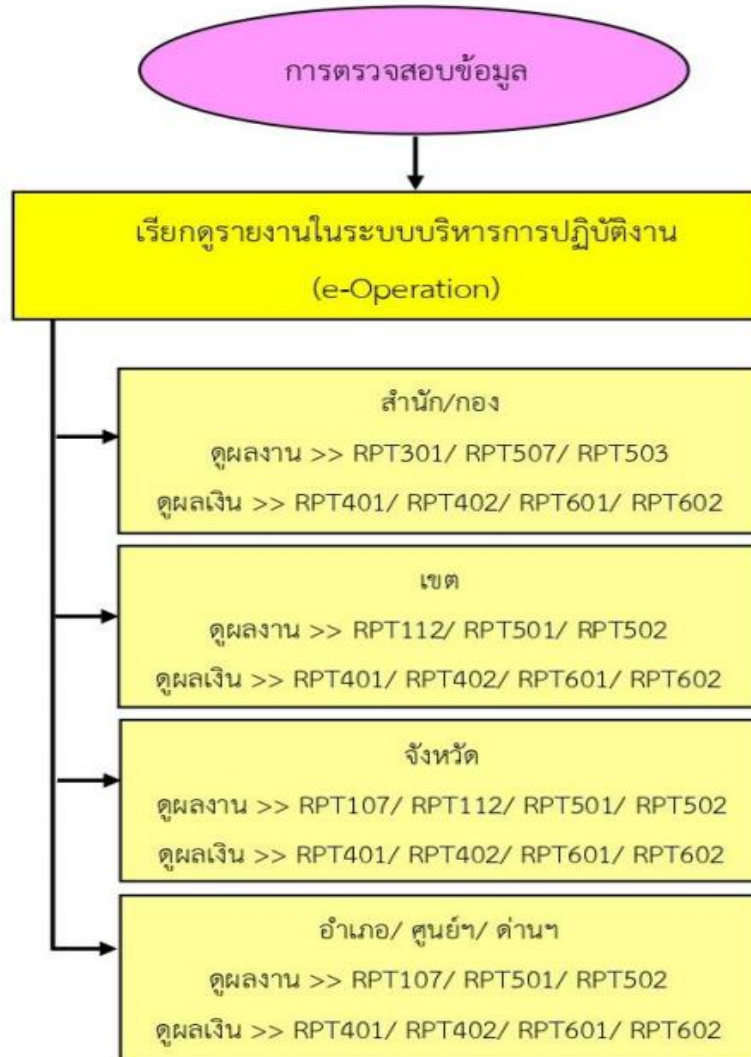 การตรวจสอบข้อมูล
เรียกดูรายงานในระบบบริหารการปฏิบัติงาน
(e-Operation)
สำนัก/กอง
ดูผลงาน >> RPT301/ RPT507/ RPT503
ดูผลเงิน >> RPT401/ RPT402/ RPT601/ RPT602
เขต
ดูผลงาน >> RPT112/ RPT501/ RPT502
ดูผลเงิน >> RPT401/ RPT402/ RPT601/ RPT602
จังหวัด
ดูผลงาน >> RPT107/ RPT112/ RPT501/ RPT502
ดูผลเงิน >> RPT401/ RPT402/ RPT601/ RPT602
อำเภอ/ ศูนย์ฯ/ ด่านฯ
ดูผลงาน >> RPT107/ RPT501/ RPT502
ดูผลเงิน >> RPT401/ RPT402/ RPT601/ RPT602